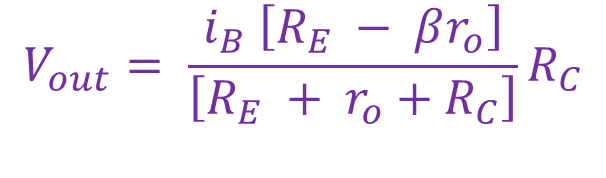 V_out = i_B [R_E − βr_o] / [R_E + r_o + R_C] R_C